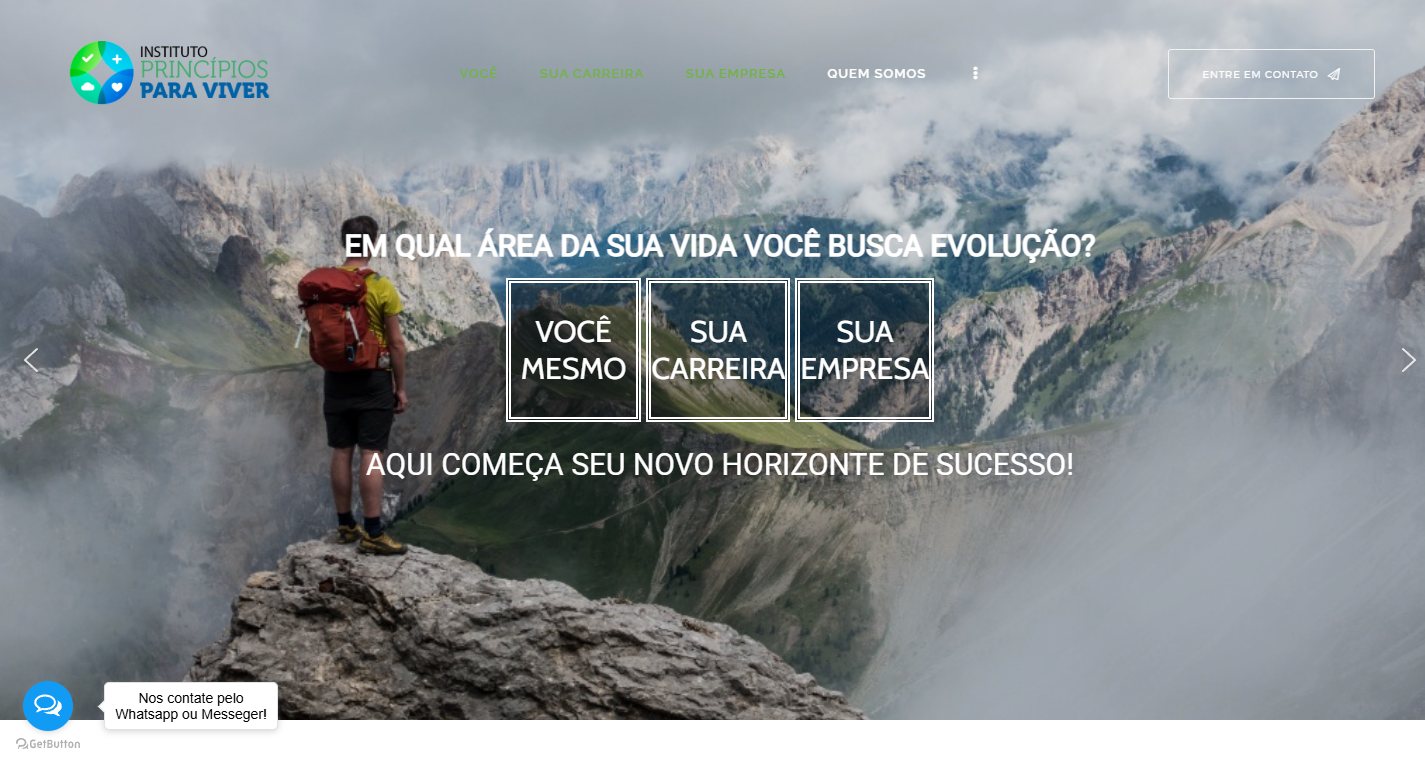 INSTITUTO
PRINCÍPIOS
PARA VIVER
VOCÊ
SUA CARREIRA
SUA EMPRESA
QUEM SOMOS
ENTRE EM CONTATO
EM QUAL ÁREA DA SUA VIDA VOCÊ BUSCA EVOLUÇÃO?
VOCÊ
MESMO
SUA
CARREIRA
SUA
EMPRESA
AQUI COMEÇA SEU NOVO HORIZONTE DE SUCESSO!
Nos contate pelo
Whatsapp ou Messeger!
GetButton